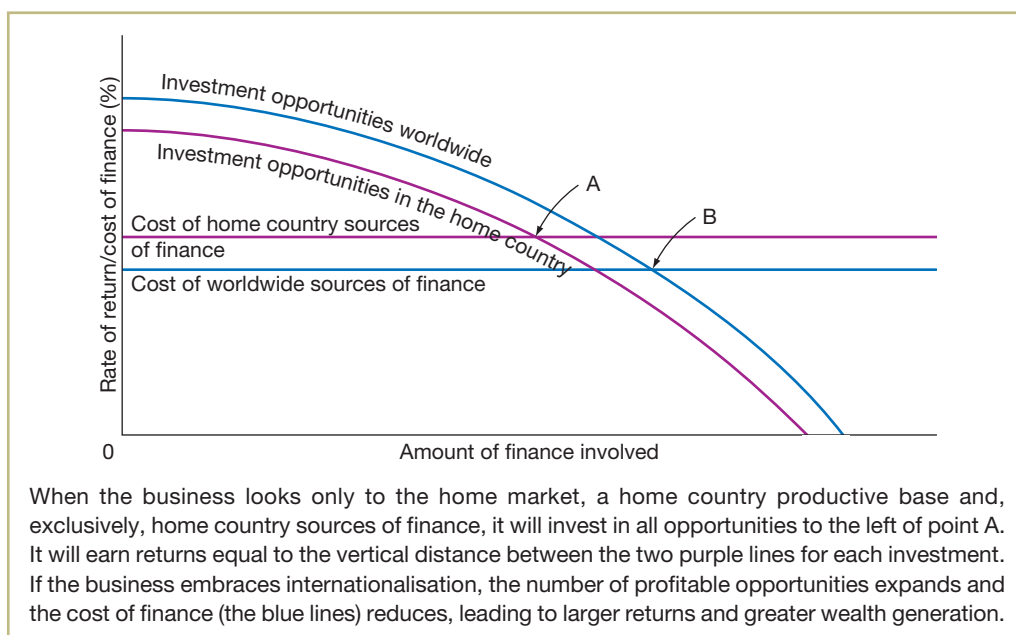 Rate of return/cost of finance (%)
Investment opportunities worldwide
Investment opportunities in the home country
A
B
Cost of home country sources
of finance
Cost of worldwide sources of finance
0
Amount of finance involved
When the business looks only to the home market, a home country productive base and,
exclusively, home country sources of finance, it will invest in all opportunities to the left of point A.
It will earn returns equal to the vertical distance between the two purple lines for each investment.
If the business embraces internationalisation, the number of profitable opportunities expands and
the cost of finance (the blue lines) reduces, leading to larger returns and greater wealth generation.